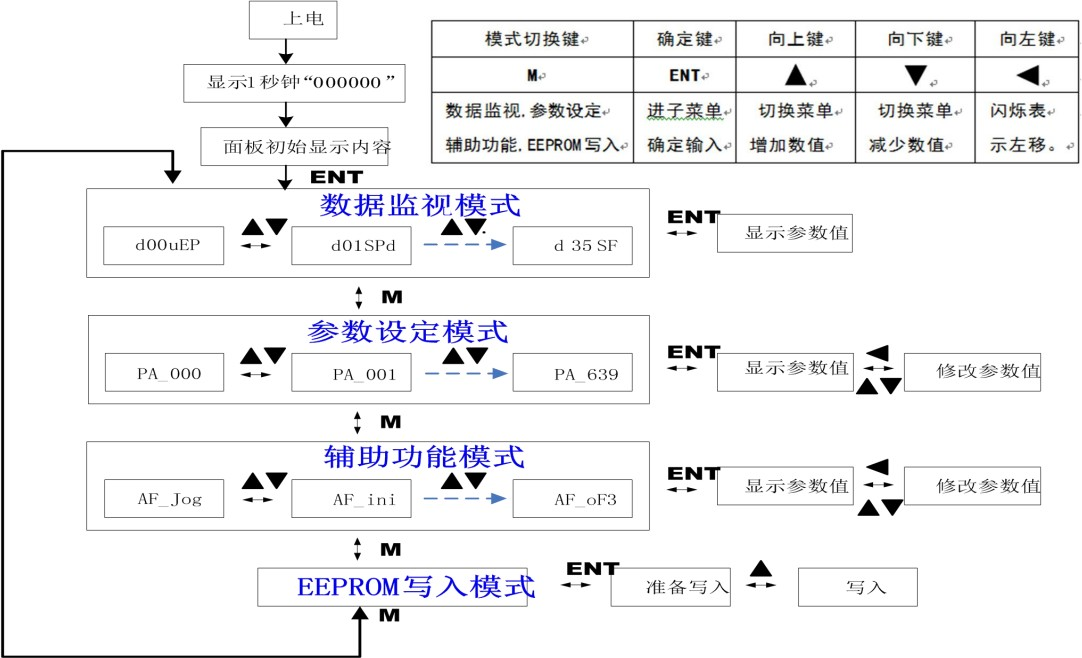 上电
显示1秒钟“000000”
面板初始显示内容
模式切换键 确定键 向上键 向下键 向左键
M ENT ▲ ▼ ◀
数据监视.参数设定 进子菜单 切换菜单 切换菜单 闪烁表
辅助功能.EEPROM写入 确定输入 增加数值 减少数值 示左移。
ENT
数据监视模式
d00uEP ▲▼ d01SPd ▲▼ d 35 SF ENT 显示参数值
M
参数设定模式
PA_000 ▲▼ PA_001 ▲▼ PA_639 ENT 显示参数值 ◀ ▲▼ 修改参数值
M
辅助功能模式
AF_Jog ▲▼ AF_ini ▲▼ AF_oF3 ENT 显示参数值 ◀ ▲▼ 修改参数值
M
EEPROM写入模式 ENT 准备写入 ▲ 写入
M